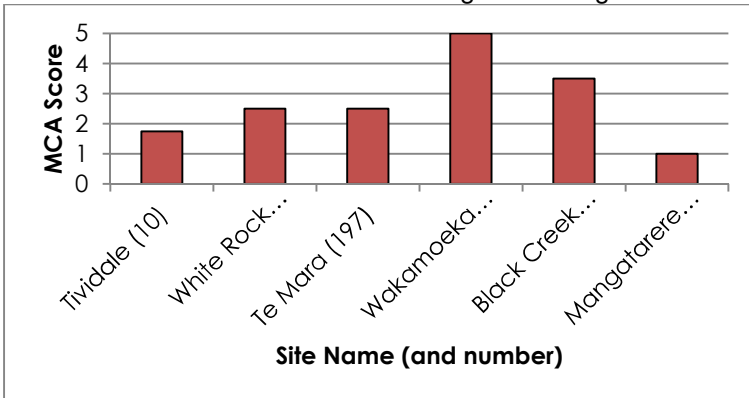 5
4
3
2
1
0
MCA Score
Tividale (10)
White Rock...
Te Mara (197)
Wakamoeka...
Black Creek...
Mangatarere...
Site Name (and number)